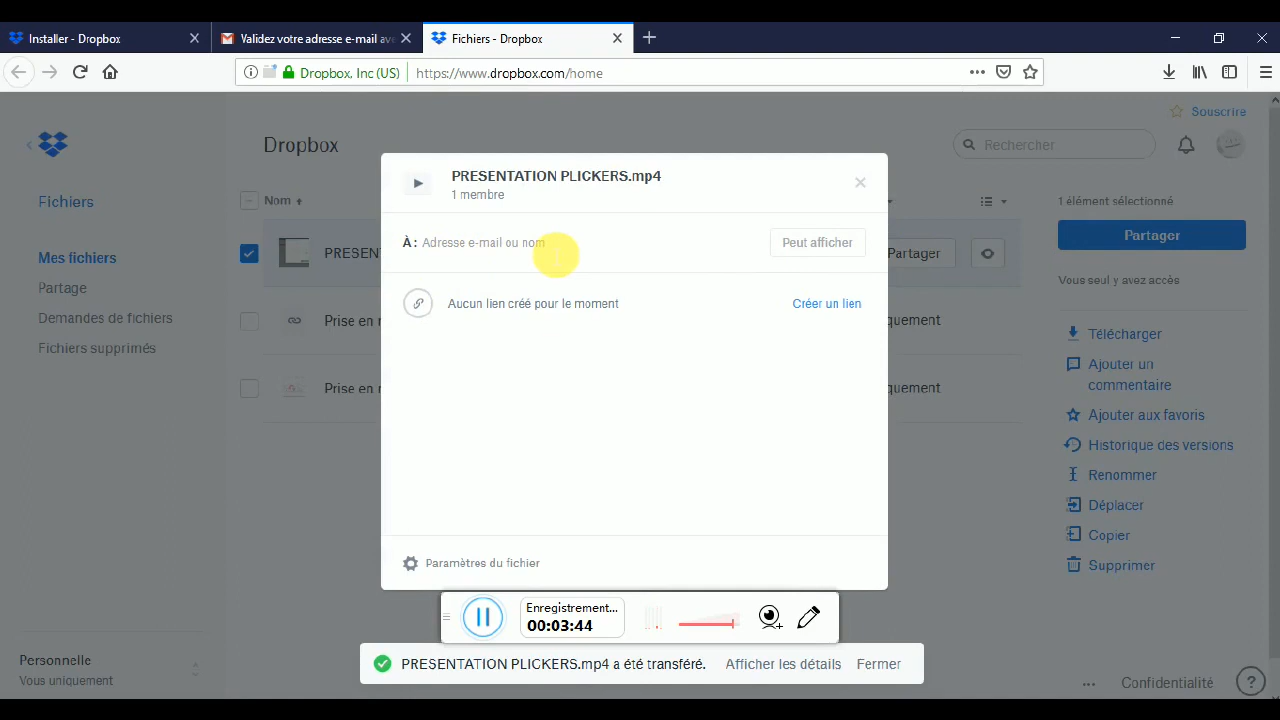 Installer - Dropbox
Validez votre adresse e-mail ave
Fichiers - Dropbox
Dropbox, Inc (US)
https://www.dropbox.com/home
Souscrire
Dropbox
Rechercher
PRESENTATION PLICKERS.mp4
1 membre
Fichiers
Nom
1 élément sélectionné
Partager
À :
Adresse e-mail ou nom
Peut afficher
Mes fichiers
PRESEN
Partager
Vous seul y avez accès
Partage
Aucun lien créé pour le moment
Créer un lien
Demandes de fichiers
Prise en
quement
Télécharger
Fichiers supprimés
Ajouter un
commentaire
Prise en
quement
Ajouter aux favoris
Historique des versions
Renommer
Déplacer
Copier
Paramètres du fichier
Supprimer
Enregistrement...
00:03:44
Personnelle
Vous uniquement
PRESENTATION PLICKERS.mp4 a été transféré.
Afficher les détails
Fermer
Confidentialité